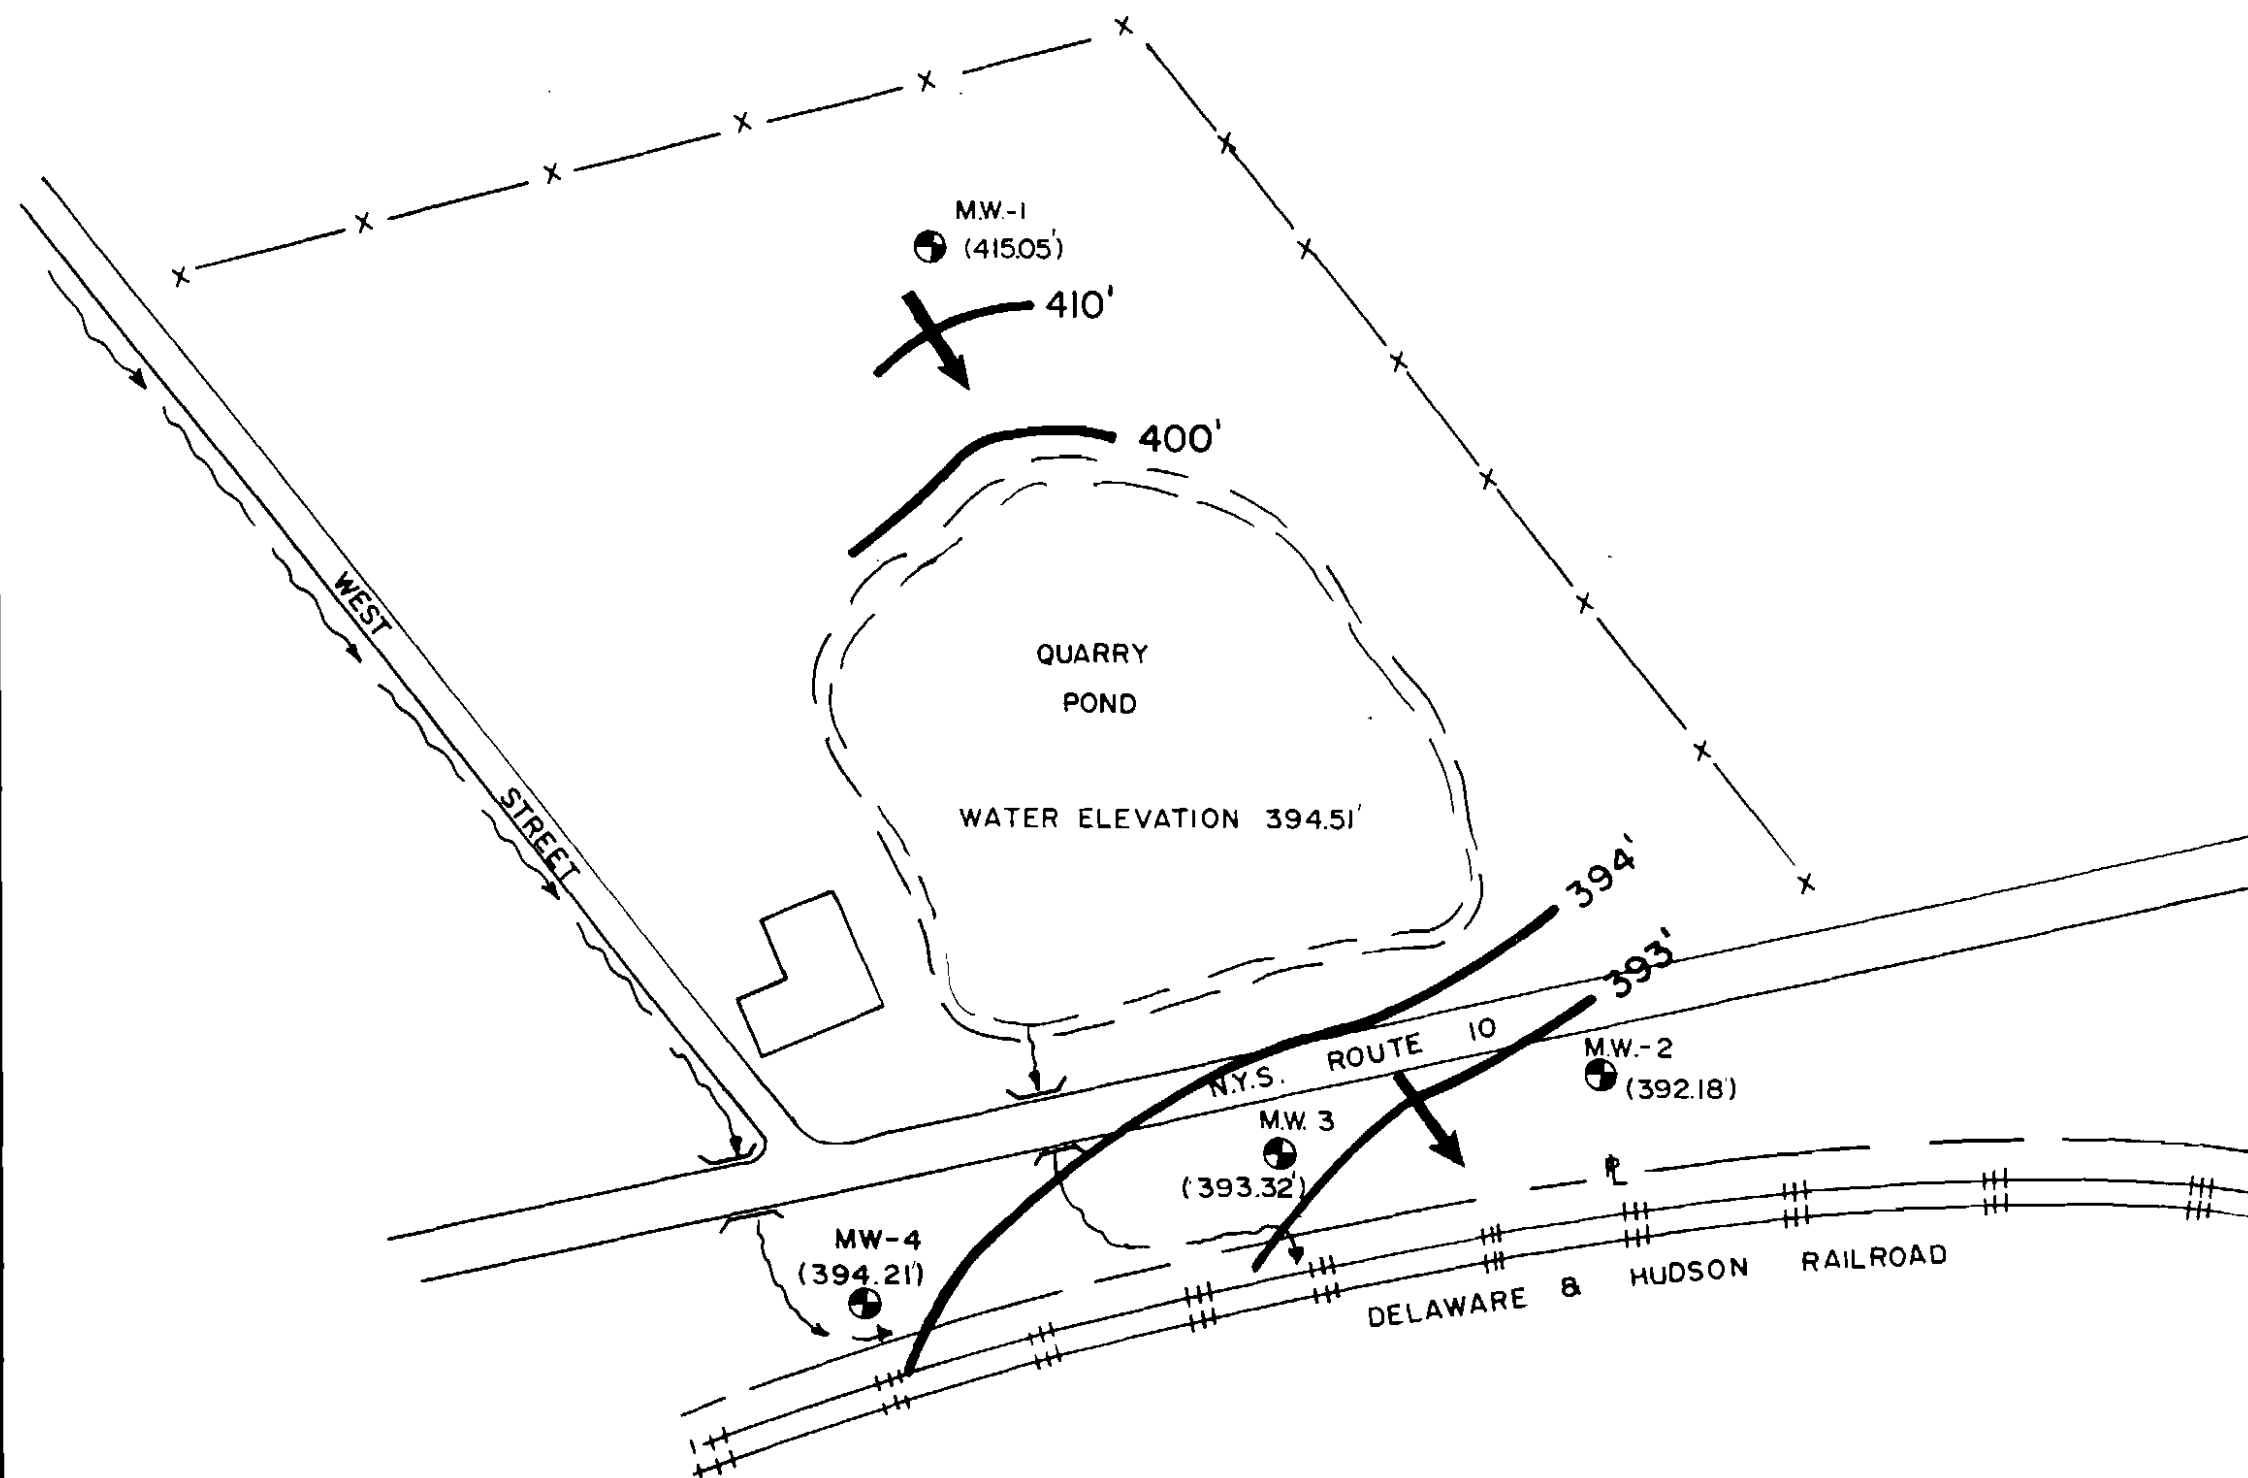 M.W.-1
(415.05')
410'
400'
WEST
STREET
QUARRY
POND
WATER ELEVATION 394.51'
394'
393'
N.Y.S. ROUTE 10
M.W.-2
(392.18')
M.W. 3
(393.32')
MW-4
(394.21')
PL
DELAWARE & HUDSON RAILROAD